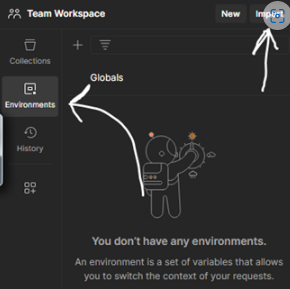 Team Workspace
New
Import
Collections
Globals
Environments
History
You don't have any environments.
An environment is a set of variables that allows
you to switch the context of your requests.